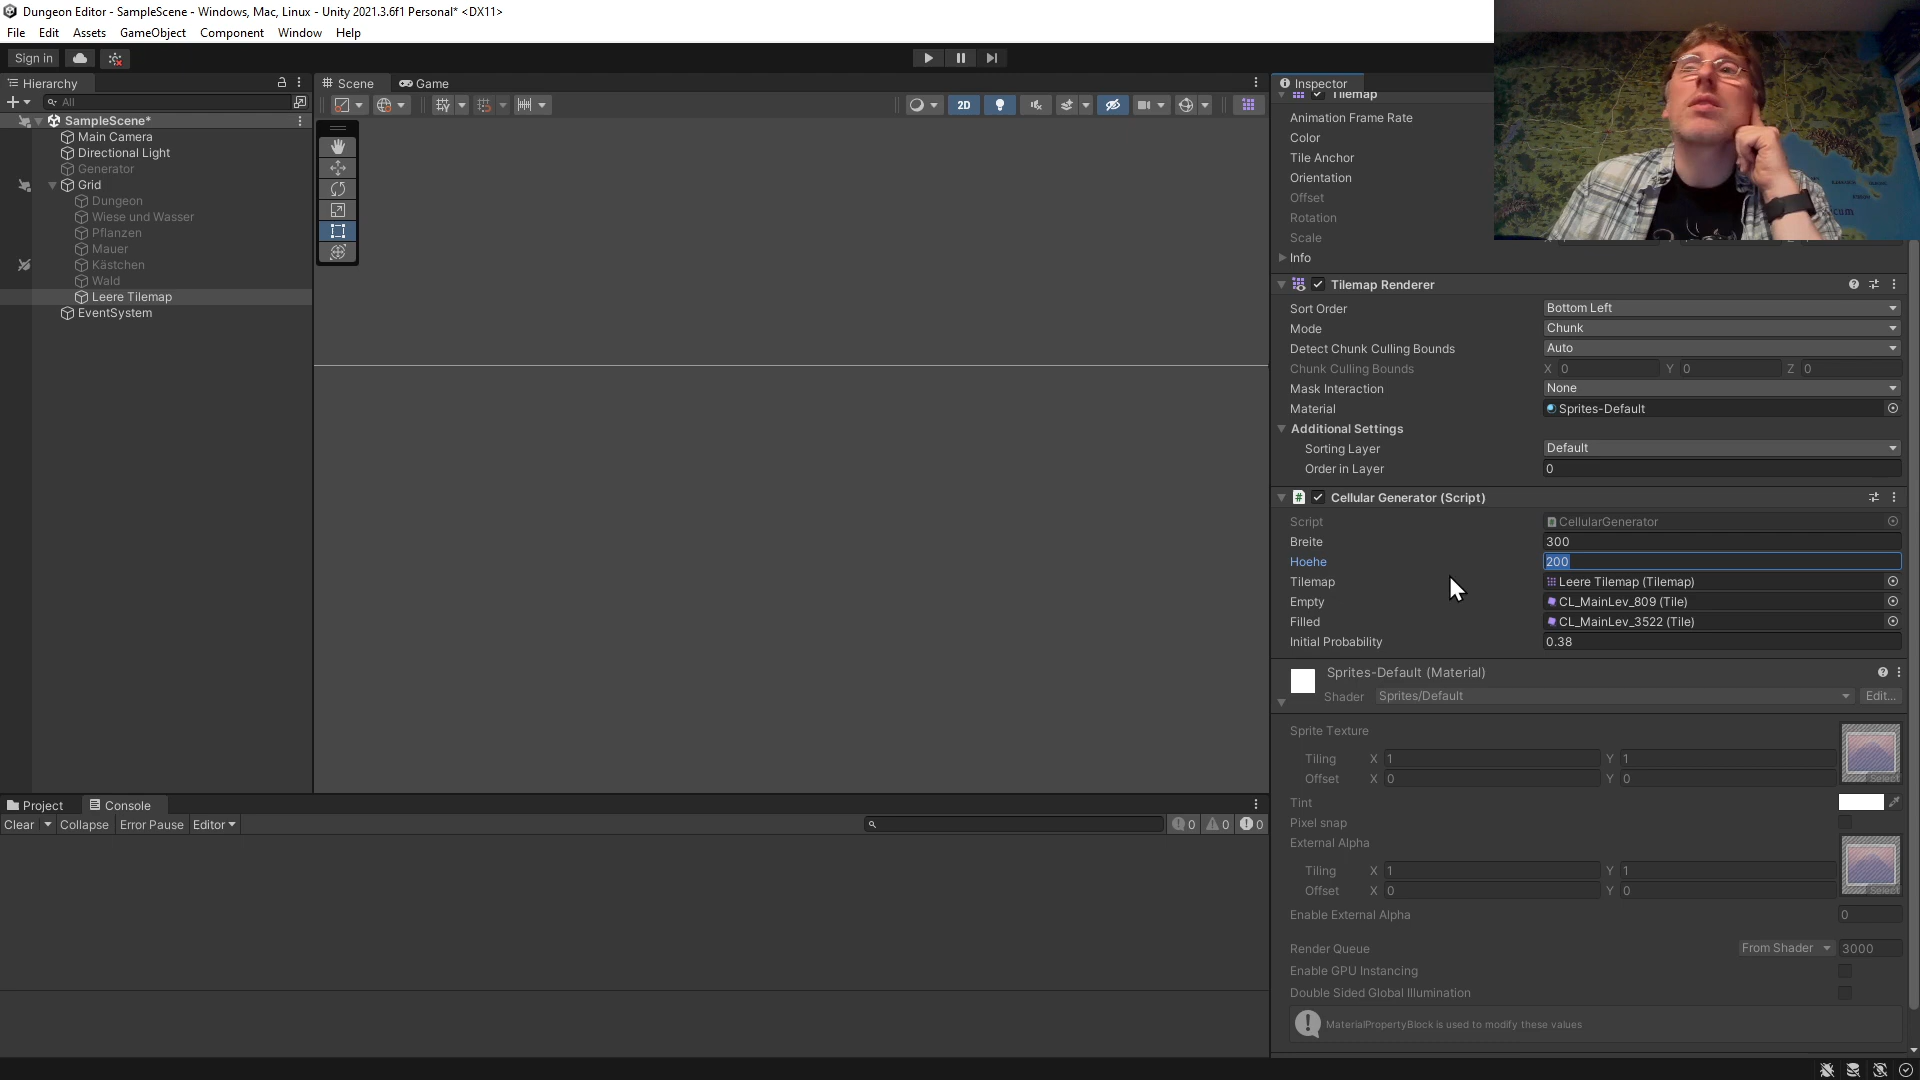 Dungeon Editor - SampleScene - Windows, Mac, Linux - Unity 2021.3.6f1 Personal* <DX11>
File Edit Assets GameObject Component Window Help
Sign in
Hierarchy
All
SampleScene*
Main Camera
Directional Light
Generator
Grid
Dungeon
Wiese und Wasser
Pflanzen
Mauer
Kästchen
Wald
Leere Tilemap
EventSystem
Scene Game
2D
Inspector
Tilemap
Animation Frame Rate
Color
Tile Anchor
Orientation
Offset
Rotation
Scale
Info
Tilemap Renderer
Sort Order Bottom Left
Mode Chunk
Detect Chunk Culling Bounds Auto
Chunk Culling Bounds X 0 Y 0 Z 0
Mask Interaction None
Material Sprites-Default
Additional Settings
Sorting Layer Default
Order in Layer 0
# Cellular Generator (Script)
Script CellularGenerator
Breite 300
Hoehe 200
Tilemap Leere Tilemap (Tilemap)
Empty CL_MainLev_809 (Tile)
Filled CL_MainLev_3522 (Tile)
Initial Probability 0.38
Sprites-Default (Material)
Shader Sprites/Default Edit...
Sprite Texture
Tiling X 1 Y 1
Offset X 0 Y 0
Select
Tint
Pixel snap
External Alpha
Tiling X 1 Y 1
Offset X 0 Y 0
Select
Enable External Alpha 0
Render Queue From Shader 3000
Enable GPU Instancing
Double Sided Global Illumination
MaterialPropertyBlock is used to modify these values
Project Console
Clear Collapse Error Pause Editor
0 0 0